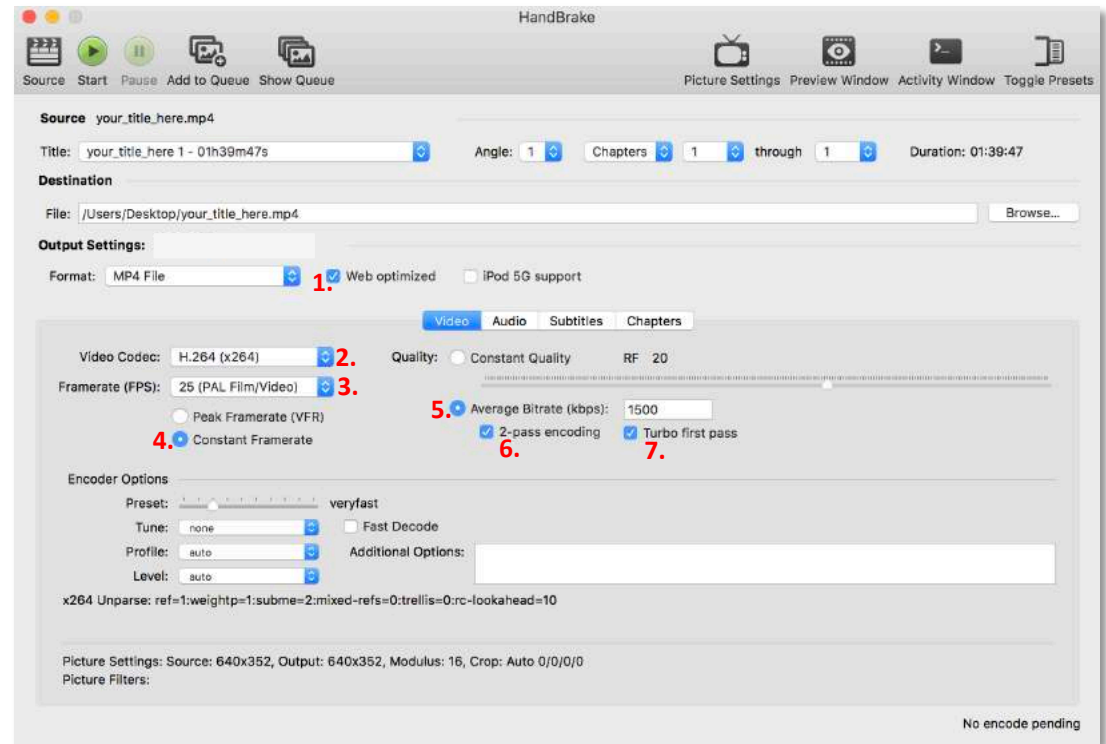 HandBrake
Source Start Pause Add to Queue Show Queue Picture Settings Preview Window Activity Window Toggle Presets
Source your_title_here.mp4
Title: your_title_here 1 - 01h39m47s Angle: 1 Chapters 1 through 1 Duration: 01:39:47
Destination
File: /Users/Desktop/your_title_here.mp4 Browse...
Output Settings:
Format: MP4 File 1. Web optimized iPod 5G support
Video Audio Subtitles Chapters
Video Codec: H.264 (x264) 2. Quality: Constant Quality RF 20
Framerate (FPS): 25 (PAL Film/Video) 3.
Peak Framerate (VFR) 5. Average Bitrate (kbps): 1500
4. Constant Framerate 2-pass encoding Turbo first pass
6. 7.
Encoder Options
Preset: veryfast
Tune: none Fast Decode
Profile: auto Additional Options:
Level: auto
x264 Unparse: ref=1:weightp=1:subme=2:mixed-refs=0:trellis=0:rc-lookahead=10
Picture Settings: Source: 640x352, Output: 640x352, Modulus: 16, Crop: Auto 0/0/0/0
Picture Filters:
No encode pending